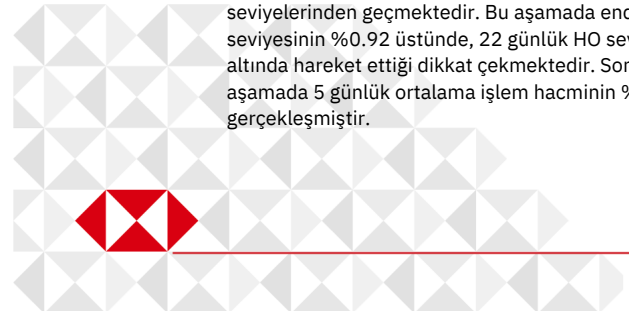 seviyelerinden geçmektedir. Bu aşamada end
seviyesinin %0.92 üstünde, 22 günlük HO sev
altında hareket ettiği dikkat çekmektedir. Son
aşamada 5 günlük ortalama işlem hacminin %
gerçekleşmiştir.